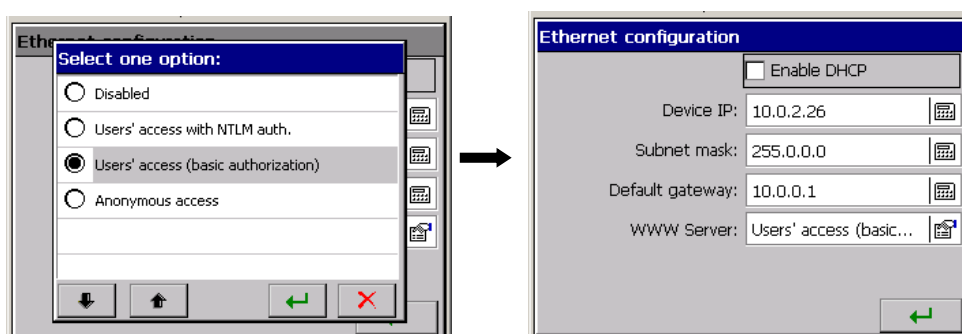 Ethernet configuration
Select one option:
Disabled
Users' access with NTLM auth.
Users' access (basic authorization)
Anonymous access
Ethernet configuration
Enable DHCP
Device IP: 10.0.2.26
Subnet mask: 255.0.0.0
Default gateway: 10.0.0.1
WWW Server: Users' access (basic...